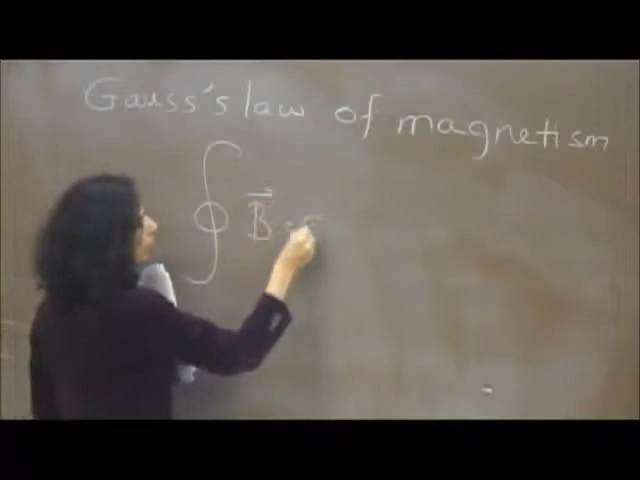 Gauss's law of magnetism
∮ B⃗ ·